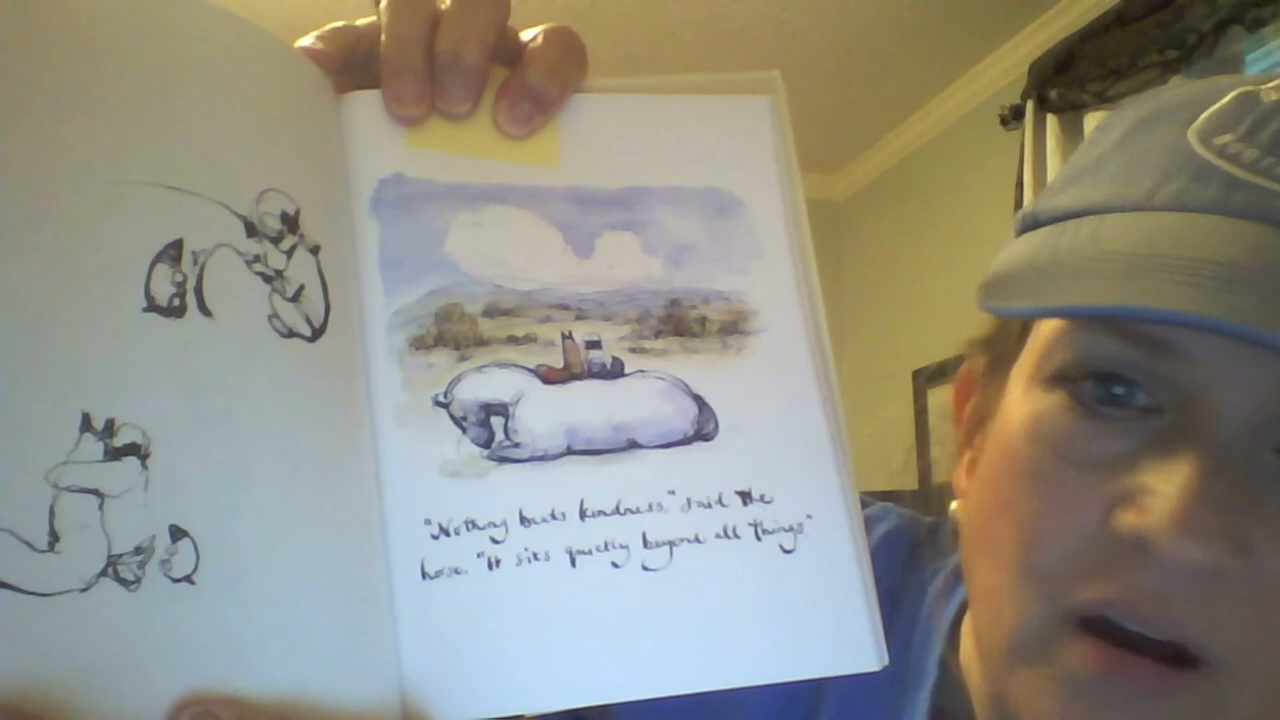 "Nothing beats kindness," said the
horse. "It sits quietly beyond all things"